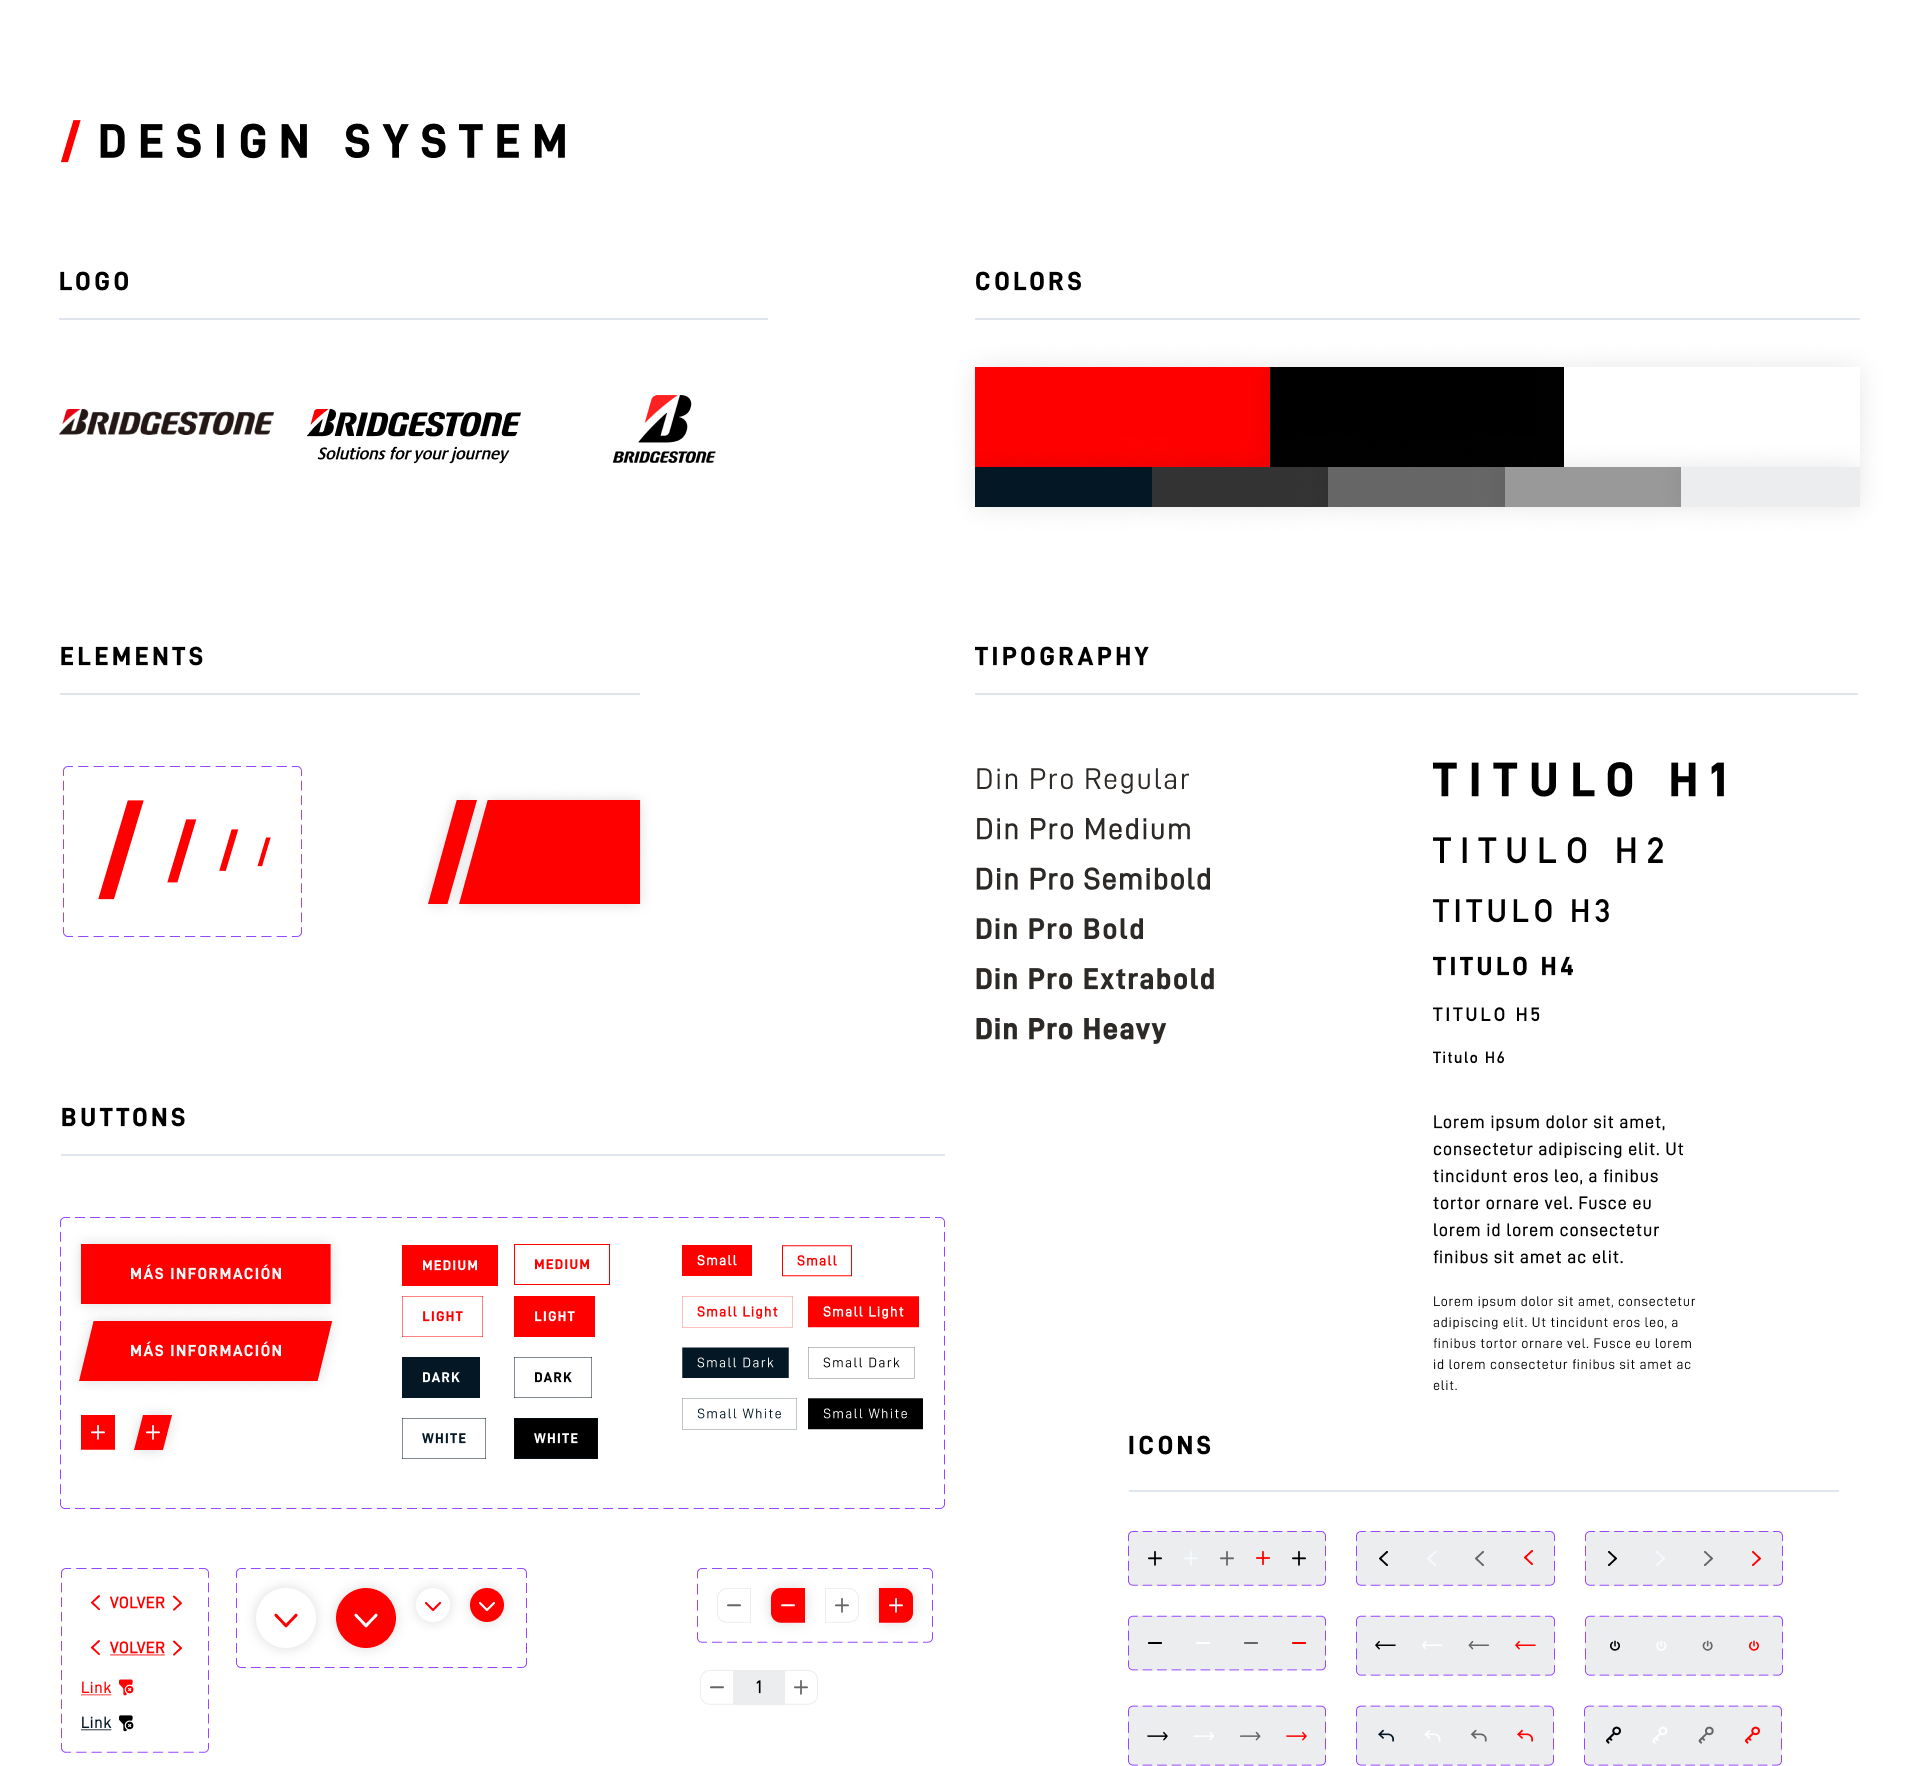 / DESIGN SYSTEM
LOGO
BRIDGESTONE
BRIDGESTONE
Solutions for your journey
BRIDGESTONE
COLORS
ELEMENTS
TIPOGRAPHY
Din Pro Regular
Din Pro Medium
Din Pro Semibold
Din Pro Bold
Din Pro Extrabold
Din Pro Heavy
TITULO H1
TITULO H2
TITULO H3
TITULO H4
TITULO H5
Titulo H6
Lorem ipsum dolor sit amet,
consectetur adipiscing elit. Ut
tincidunt eros leo, a finibus
tortor ornare vel. Fusce eu
lorem id lorem consectetur
finibus sit amet ac elit.
Lorem ipsum dolor sit amet, consectetur
adipiscing elit. Ut tincidunt eros leo, a
finibus tortor ornare vel. Fusce eu lorem
id lorem consectetur finibus sit amet ac
elit.
BUTTONS
MÁS INFORMACIÓN
MÁS INFORMACIÓN
MEDIUM MEDIUM
LIGHT LIGHT
DARK DARK
WHITE WHITE
Small Small
Small Light Small Light
Small Dark Small Dark
Small White Small White
VOLVER
VOLVER
Link
Link
1
ICONS